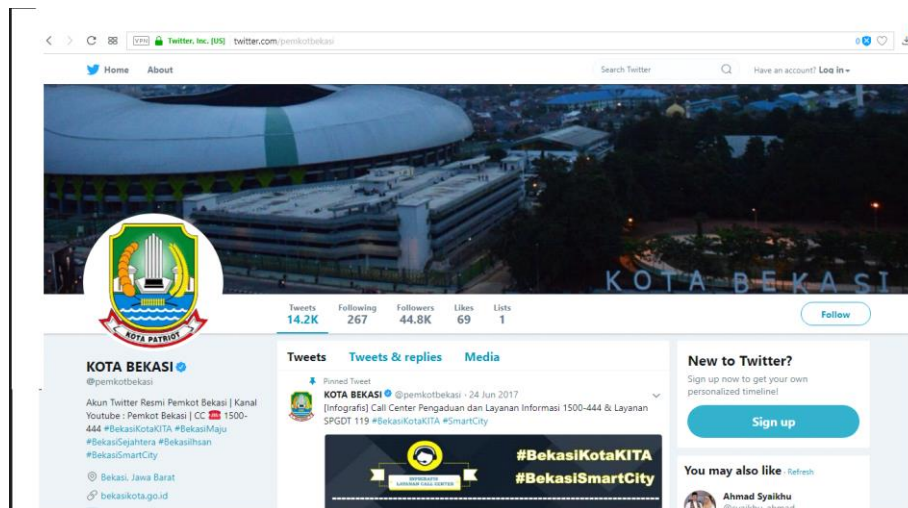 VPN Twitter, Inc. [US] twitter.com/pemkotbekasi
Home About Search Twitter Have an account? Log in
KOTA BEKASI
KOTA PATRIOT
Tweets Following Followers Likes Lists
14.2K 267 44.8K 69 1
Follow
KOTA BEKASI
@pemkotbekasi
Akun Twitter Resmi Pemkot Bekasi | Kanal
Youtube : Pemkot Bekasi | CC ☎ 1500-
444 #BekasiKotaKITA #BekasiMaju
#BekasiSejahtera #BekasiIhsan
#BekasiSmartCity
Bekasi, Jawa Barat
bekasikota.go.id
Tweets Tweets & replies Media
Pinned Tweet
KOTA BEKASI @pemkotbekasi · 24 Jun 2017
[Infografis] Call Center Pengaduan dan Layanan Informasi 1500-444 & Layanan
SPGDT 119 #BekasiKotaKITA #SmartCity
INFOGRAFIS
LAYANAN CALL CENTER
#BekasiKotaKITA
#BekasiSmartCity
New to Twitter?
Sign up now to get your own
personalized timeline!
Sign up
You may also like · Refresh
Ahmad Syaikhu
@syaikhu_ahmad